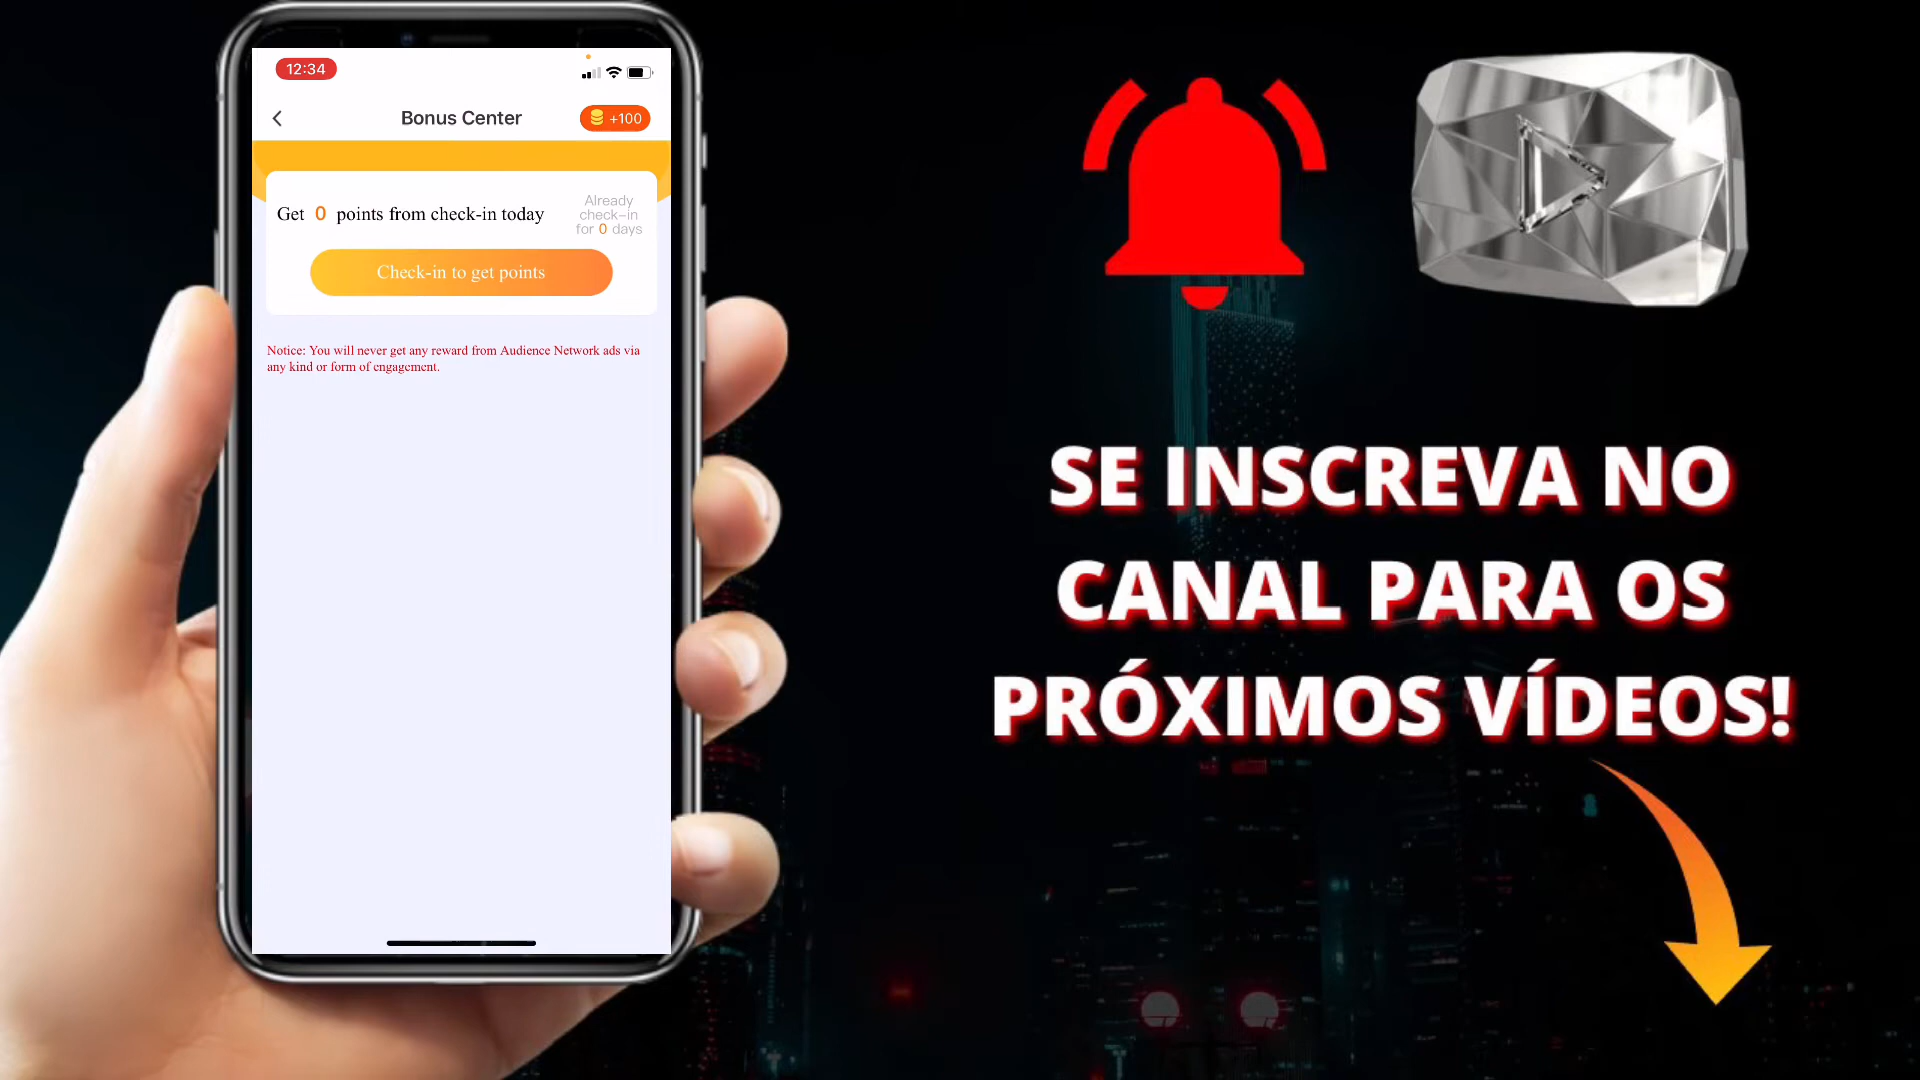 12:34
Bonus Center
+100
Get 0 points from check-in today
Already
check-in
for 0 days
Check-in to get points
Notice: You will never get any reward from Audience Network ads via
any kind or form of engagement.
SE INSCREVA NO
CANAL PARA OS
PRÓXIMOS VÍDEOS!